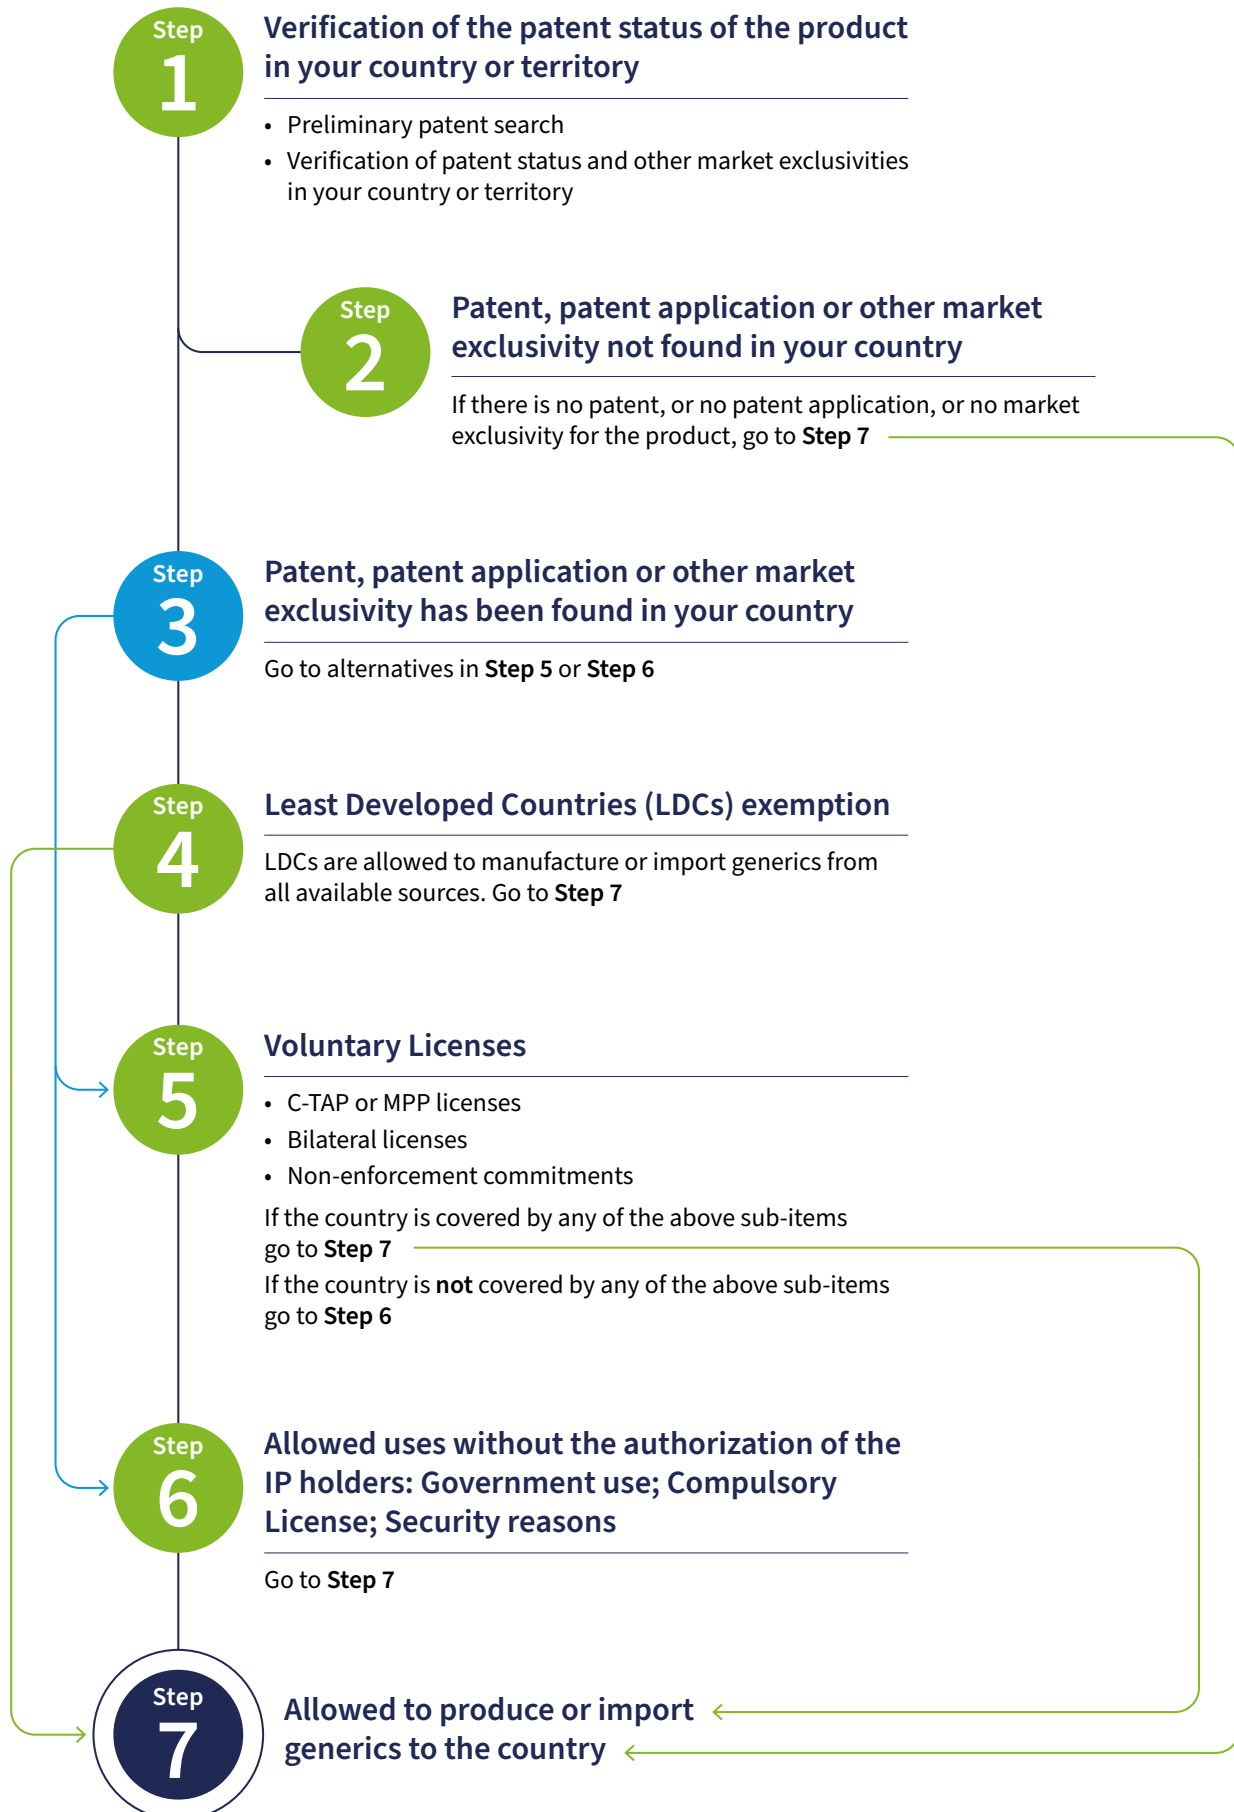 Step
1
Verification of the patent status of the product
in your country or territory
• Preliminary patent search
• Verification of patent status and other market exclusivities
in your country or territory
Step
2
Patent, patent application or other market
exclusivity not found in your country
If there is no patent, or no patent application, or no market
exclusivity for the product, go to Step 7
Step
3
Patent, patent application or other market
exclusivity has been found in your country
Go to alternatives in Step 5 or Step 6
Step
4
Least Developed Countries (LDCs) exemption
LDCs are allowed to manufacture or import generics from
all available sources. Go to Step 7
Step
5
Voluntary Licenses
• C-TAP or MPP licenses
• Bilateral licenses
• Non-enforcement commitments
If the country is covered by any of the above sub-items
go to Step 7
If the country is not covered by any of the above sub-items
go to Step 6
Step
6
Allowed uses without the authorization of the
IP holders: Government use; Compulsory
License; Security reasons
Go to Step 7
Step
7
Allowed to produce or import
generics to the country